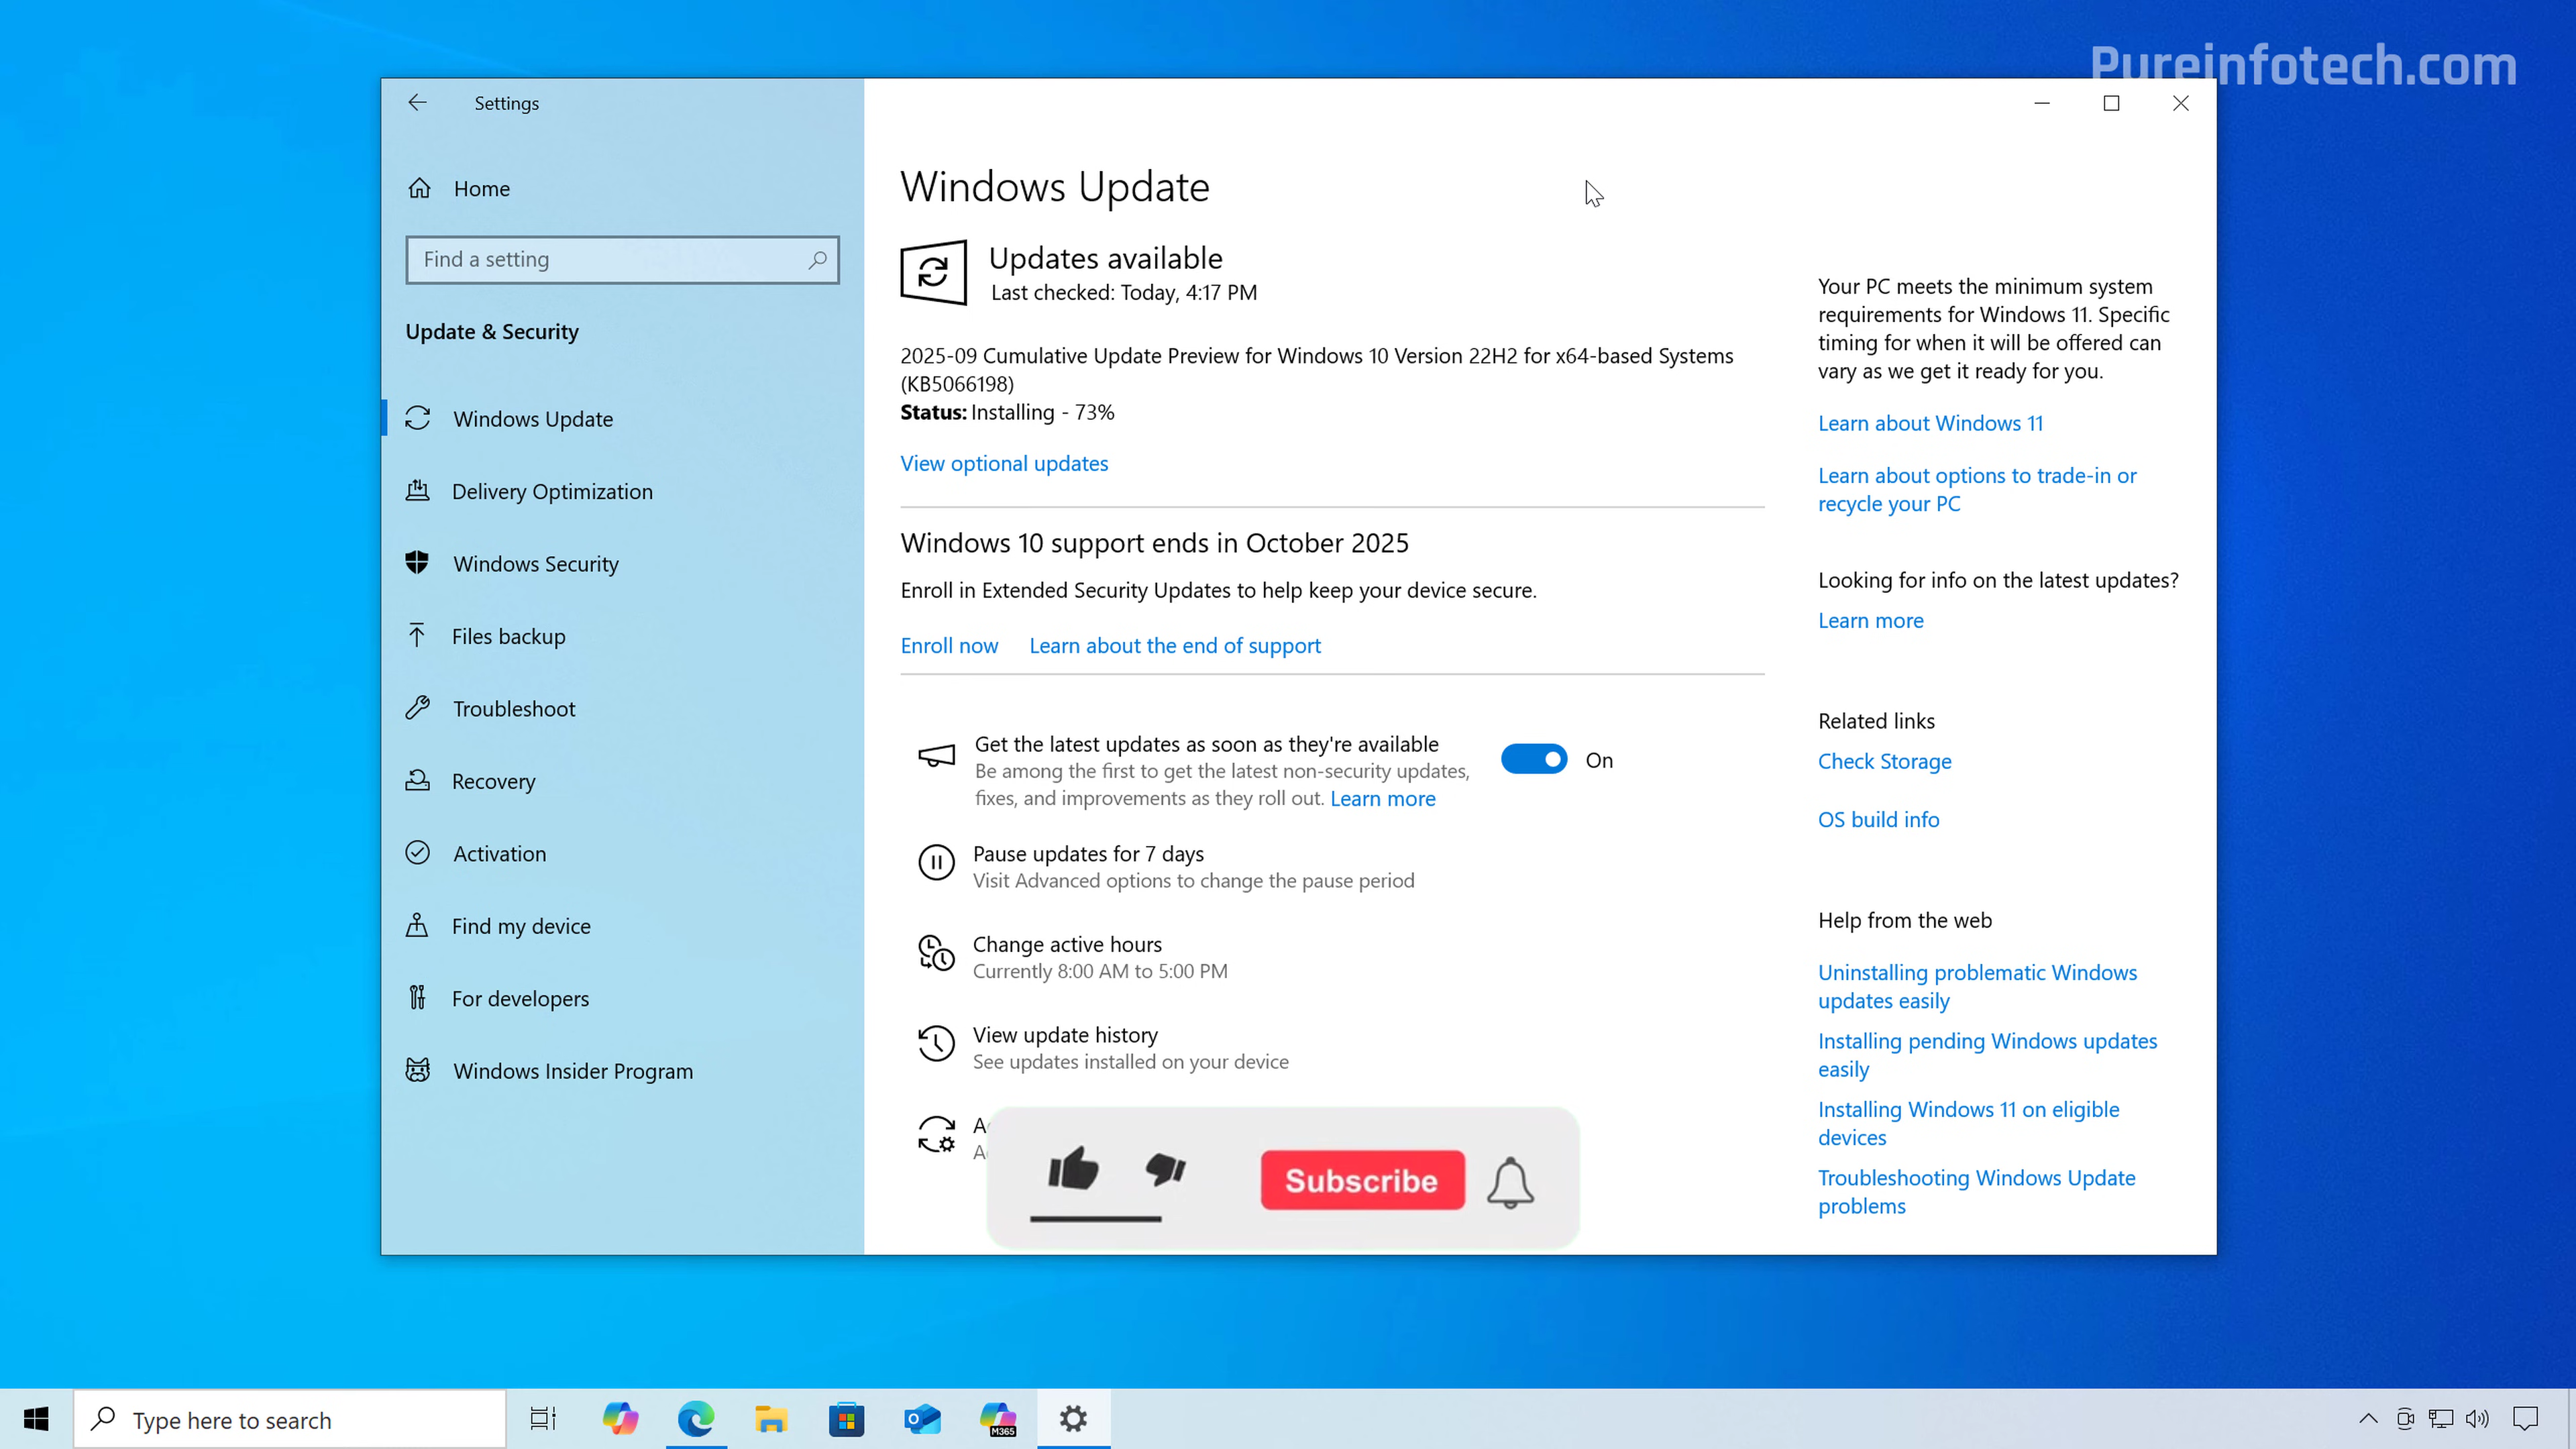 Pureinfotech.com
Settings
Home
Find a setting
Update & Security
Windows Update
Delivery Optimization
Windows Security
Files backup
Troubleshoot
Recovery
Activation
Find my device
For developers
Windows Insider Program
Windows Update
Updates available
Last checked: Today, 4:17 PM
2025-09 Cumulative Update Preview for Windows 10 Version 22H2 for x64-based Systems
(KB5066198)
Status: Installing - 73%
View optional updates
Windows 10 support ends in October 2025
Enroll in Extended Security Updates to help keep your device secure.
Enroll now Learn about the end of support
Get the latest updates as soon as they're available
Be among the first to get the latest non-security updates,
fixes, and improvements as they roll out. Learn more
On
Pause updates for 7 days
Visit Advanced options to change the pause period
Change active hours
Currently 8:00 AM to 5:00 PM
View update history
See updates installed on your device
Subscribe
Your PC meets the minimum system
requirements for Windows 11. Specific
timing for when it will be offered can
vary as we get it ready for you.
Learn about Windows 11
Learn about options to trade-in or
recycle your PC
Looking for info on the latest updates?
Learn more
Related links
Check Storage
OS build info
Help from the web
Uninstalling problematic Windows
updates easily
Installing pending Windows updates
easily
Installing Windows 11 on eligible
devices
Troubleshooting Windows Update
problems
Type here to search
M365